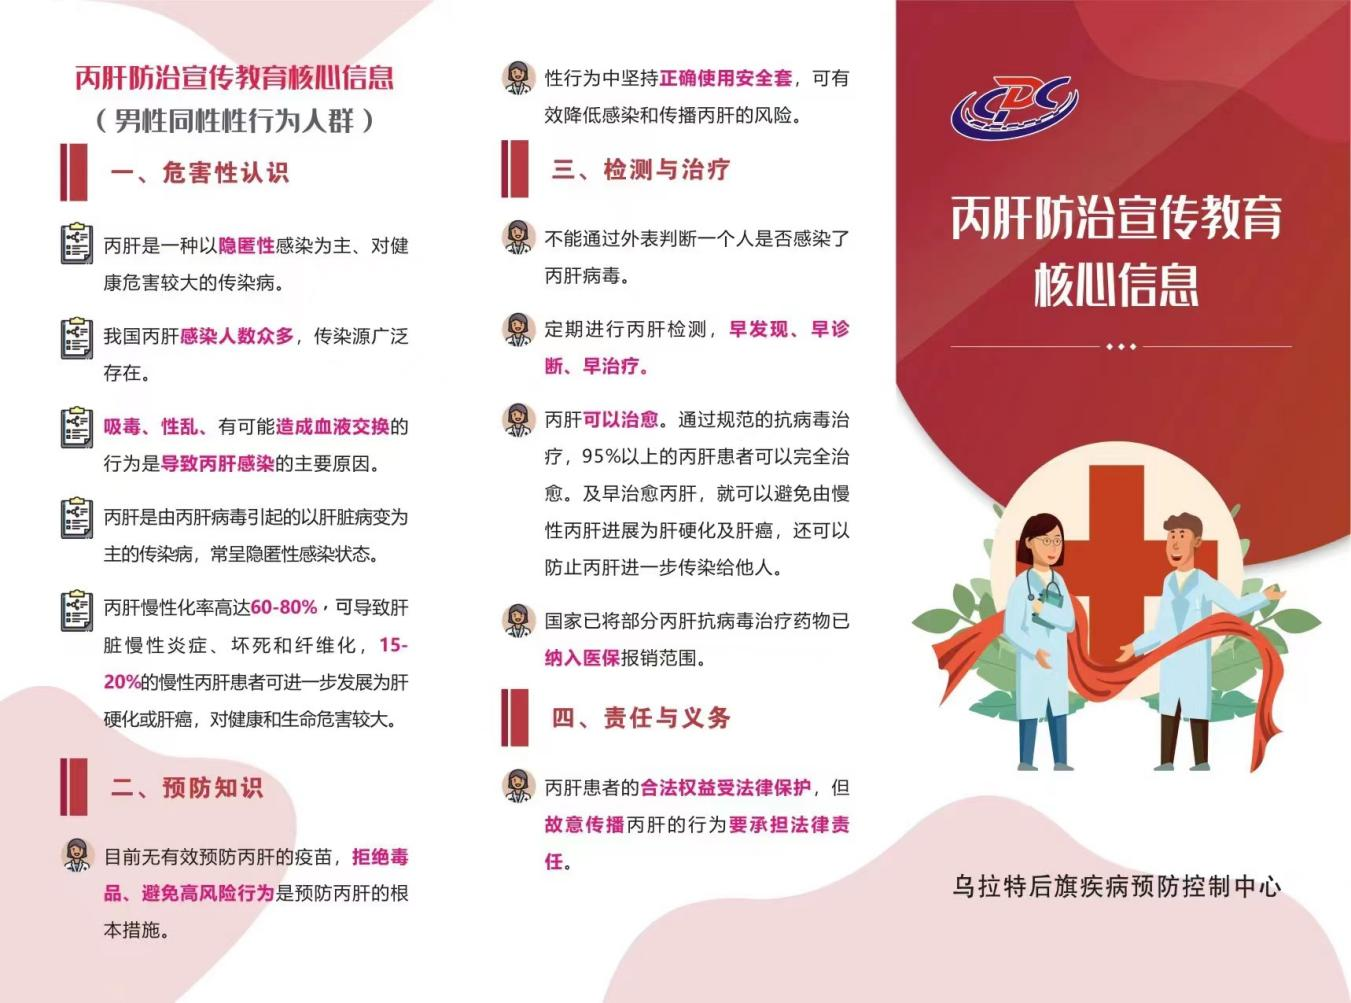 丙肝防治宣传教育核心信息
（男性同性性行为人群）
一、危害性认识
丙肝是一种以隐匿性感染为主、对健
康危害较大的传染病。
我国丙肝感染人数众多，传染源广泛
存在。
吸毒、性乱、有可能造成血液交换的
行为是导致丙肝感染的主要原因。
丙肝是由丙肝病毒引起的以肝脏病变为
主的传染病，常呈隐匿性感染状态。
丙肝慢性化率高达60-80%，可导致肝
脏慢性炎症、坏死和纤维化，15-
20%的慢性丙肝患者可进一步发展为肝
硬化或肝癌，对健康和生命危害较大。
二、预防知识
目前无有效预防丙肝的疫苗，拒绝毒
品、避免高风险行为是预防丙肝的根
本措施。
性行为中坚持正确使用安全套，可有
效降低感染和传播丙肝的风险。
三、检测与治疗
不能通过外表判断一个人是否感染了
丙肝病毒。
定期进行丙肝检测，早发现、早诊
断、早治疗。
丙肝可以治愈。通过规范的抗病毒治
疗，95%以上的丙肝患者可以完全治
愈。及早治愈丙肝，就可以避免由慢
性丙肝进展为肝硬化及肝癌，还可以
防止丙肝进一步传染给他人。
国家已将部分丙肝抗病毒治疗药物已
纳入医保报销范围。
四、责任与义务
丙肝患者的合法权益受法律保护，但
故意传播丙肝的行为要承担法律责
任。
CDC
丙肝防治宣传教育
核心信息
乌拉特后旗疾病预防控制中心